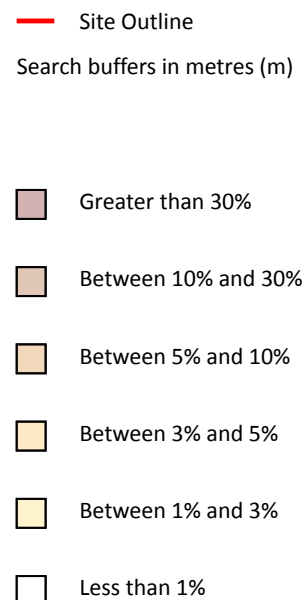 Site Outline
Search buffers in metres (m)
Greater than 30%
Between 10% and 30%
Between 5% and 10%
Between 3% and 5%
Between 1% and 3%
Less than 1%